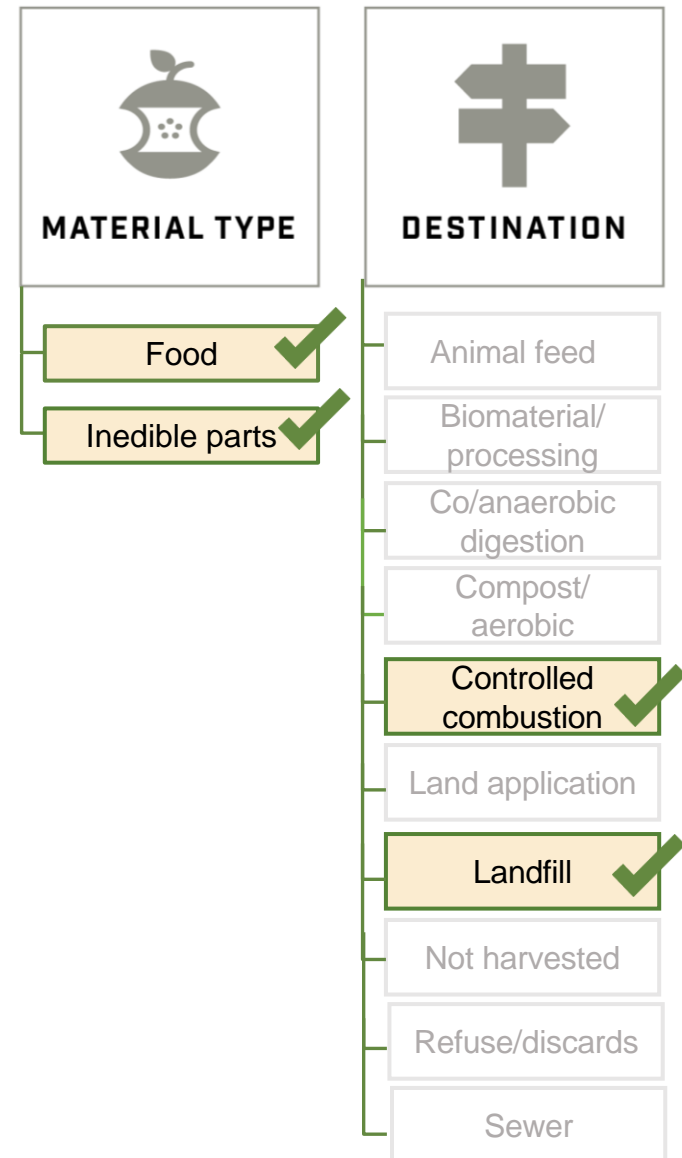 MATERIAL TYPE
Food
Inedible parts
DESTINATION
Animal feed
Biomaterial/
processing
Co/anaerobic
digestion
Compost/
aerobic
Controlled
combustion
Land application
Landfill
Not harvested
Refuse/discards
Sewer